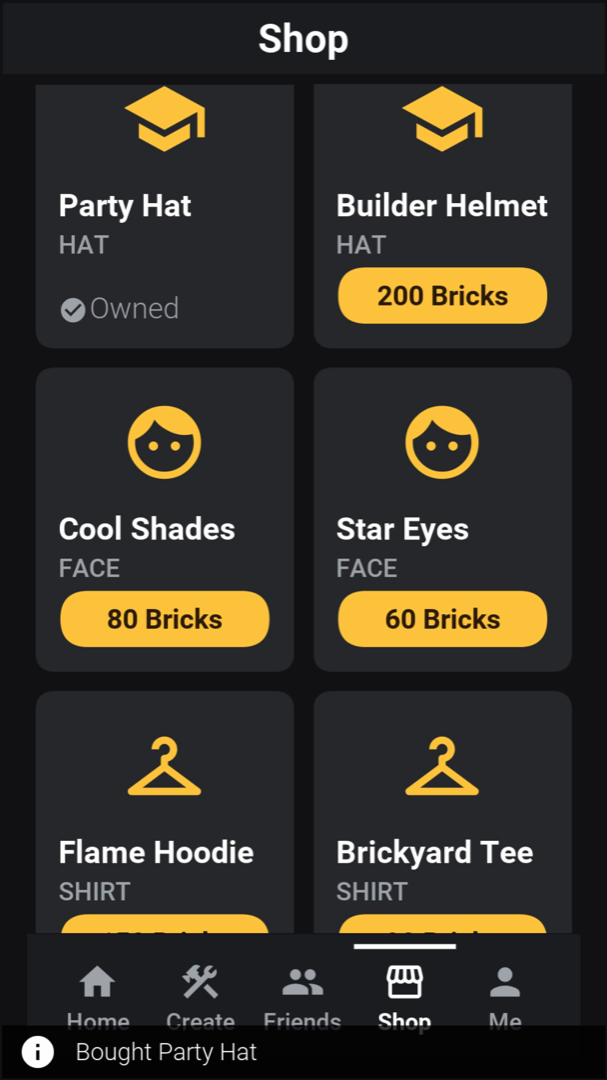 Shop
Party Hat
HAT
Owned
Builder Helmet
HAT
200 Bricks
Cool Shades
FACE
80 Bricks
Star Eyes
FACE
60 Bricks
Flame Hoodie
SHIRT
Brickyard Tee
SHIRT
Home Create Friends Shop Me
Bought Party Hat